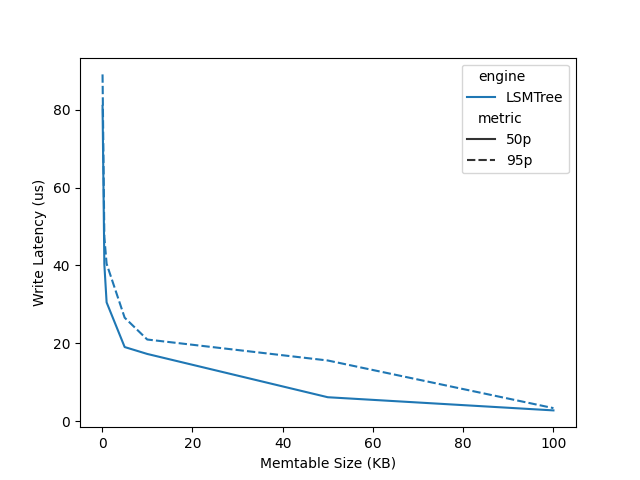 engine
LSMTree
metric
50p
95p
Write Latency (us)
80
60
40
20
0
0 20 40 60 80 100
Memtable Size (KB)